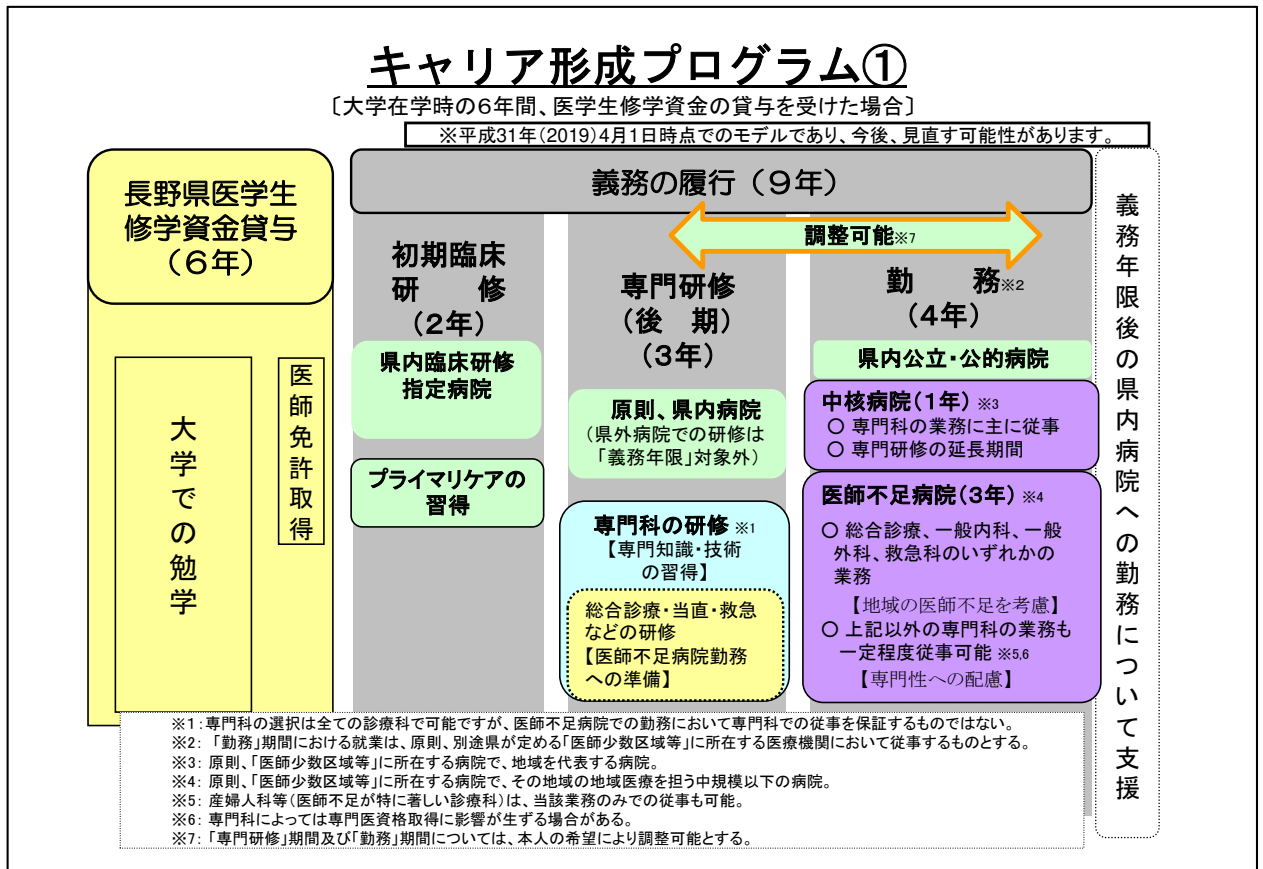 キャリア形成プログラム①
〔大学在学時の6年間、医学生修学資金の貸与を受けた場合〕
※平成31年(2019)4月1日時点でのモデルであり、今後、見直す可能性があります。
長野県医学生
修学資金貸与
（6年）
大学での勉学
医師免許取得
義務の履行（9年）
調整可能※7
初期臨床
研　修
（2年）
県内臨床研修
指定病院
プライマリケアの
習得
専門研修
（後　期）
（3年）
原則、県内病院
（県外病院での研修は
「義務年限」対象外）
専門科の研修 ※1
【専門知識・技術
の習得】
総合診療・当直・救急
などの研修
【医師不足病院勤務
への準備】
勤　務※2
（4年）
県内公立・公的病院
中核病院（1年） ※3
○ 専門科の業務に主に従事
○ 専門研修の延長期間
医師不足病院（3年） ※4
○ 総合診療、一般内科、一般
外科、救急科のいずれかの
業務
【地域の医師不足を考慮】
○ 上記以外の専門科の業務も
一定程度従事可能 ※5,6
【専門性への配慮】
義務年限後の県内病院への勤務について支援
※1：専門科の選択は全ての診療科で可能ですが、医師不足病院での勤務において専門科での従事を保証するものではない。
※2： 「勤務」期間における就業は、原則、別途県が定める「医師少数区域等」に所在する医療機関において従事するものとする。
※3： 原則、「医師少数区域等」に所在する病院で、地域を代表する病院。
※4： 原則、「医師少数区域等」に所在する病院で、その地域の地域医療を担う中規模以下の病院。
※5： 産婦人科等（医師不足が特に著しい診療科）は、当該業務のみでの従事も可能。
※6： 専門科によっては専門医資格取得に影響が生ずる場合がある。
※7： 「専門研修」期間及び「勤務」期間については、本人の希望により調整可能とする。